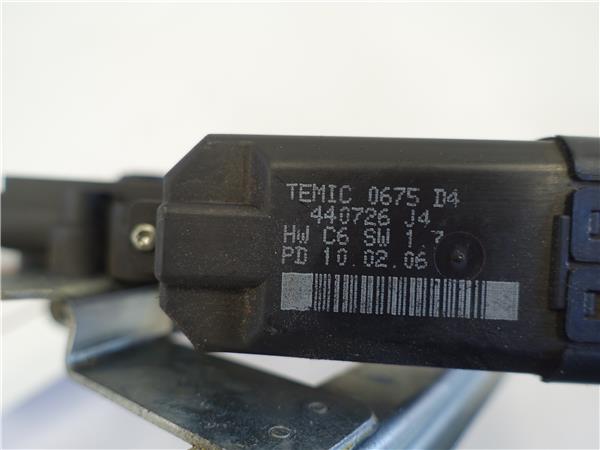 TEMIC 0675 D4
440726 J4
HW C6 SW 1.7
PD 10.02.06